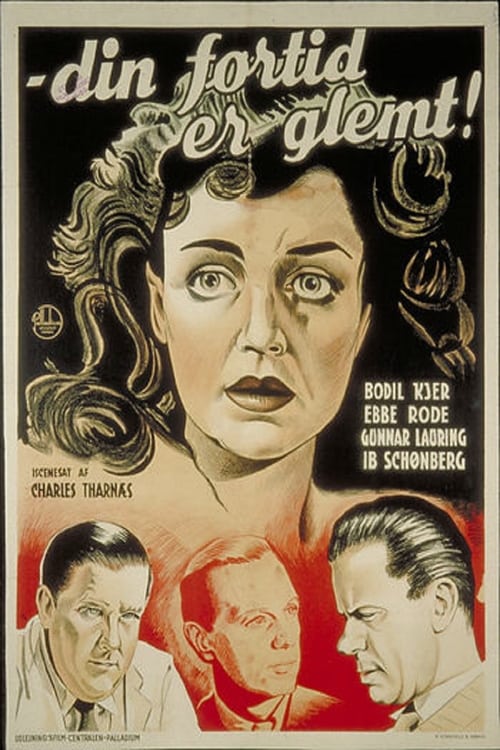 - din fortid
er glemt!
BODIL KJER
EBBE RODE
GUNNAR LAURING
IB SCHØNBERG
ISCENESAT AF
CHARLES THARNÆS
UDLEJNING: FILM-CENTRALEN-PALLADIUM